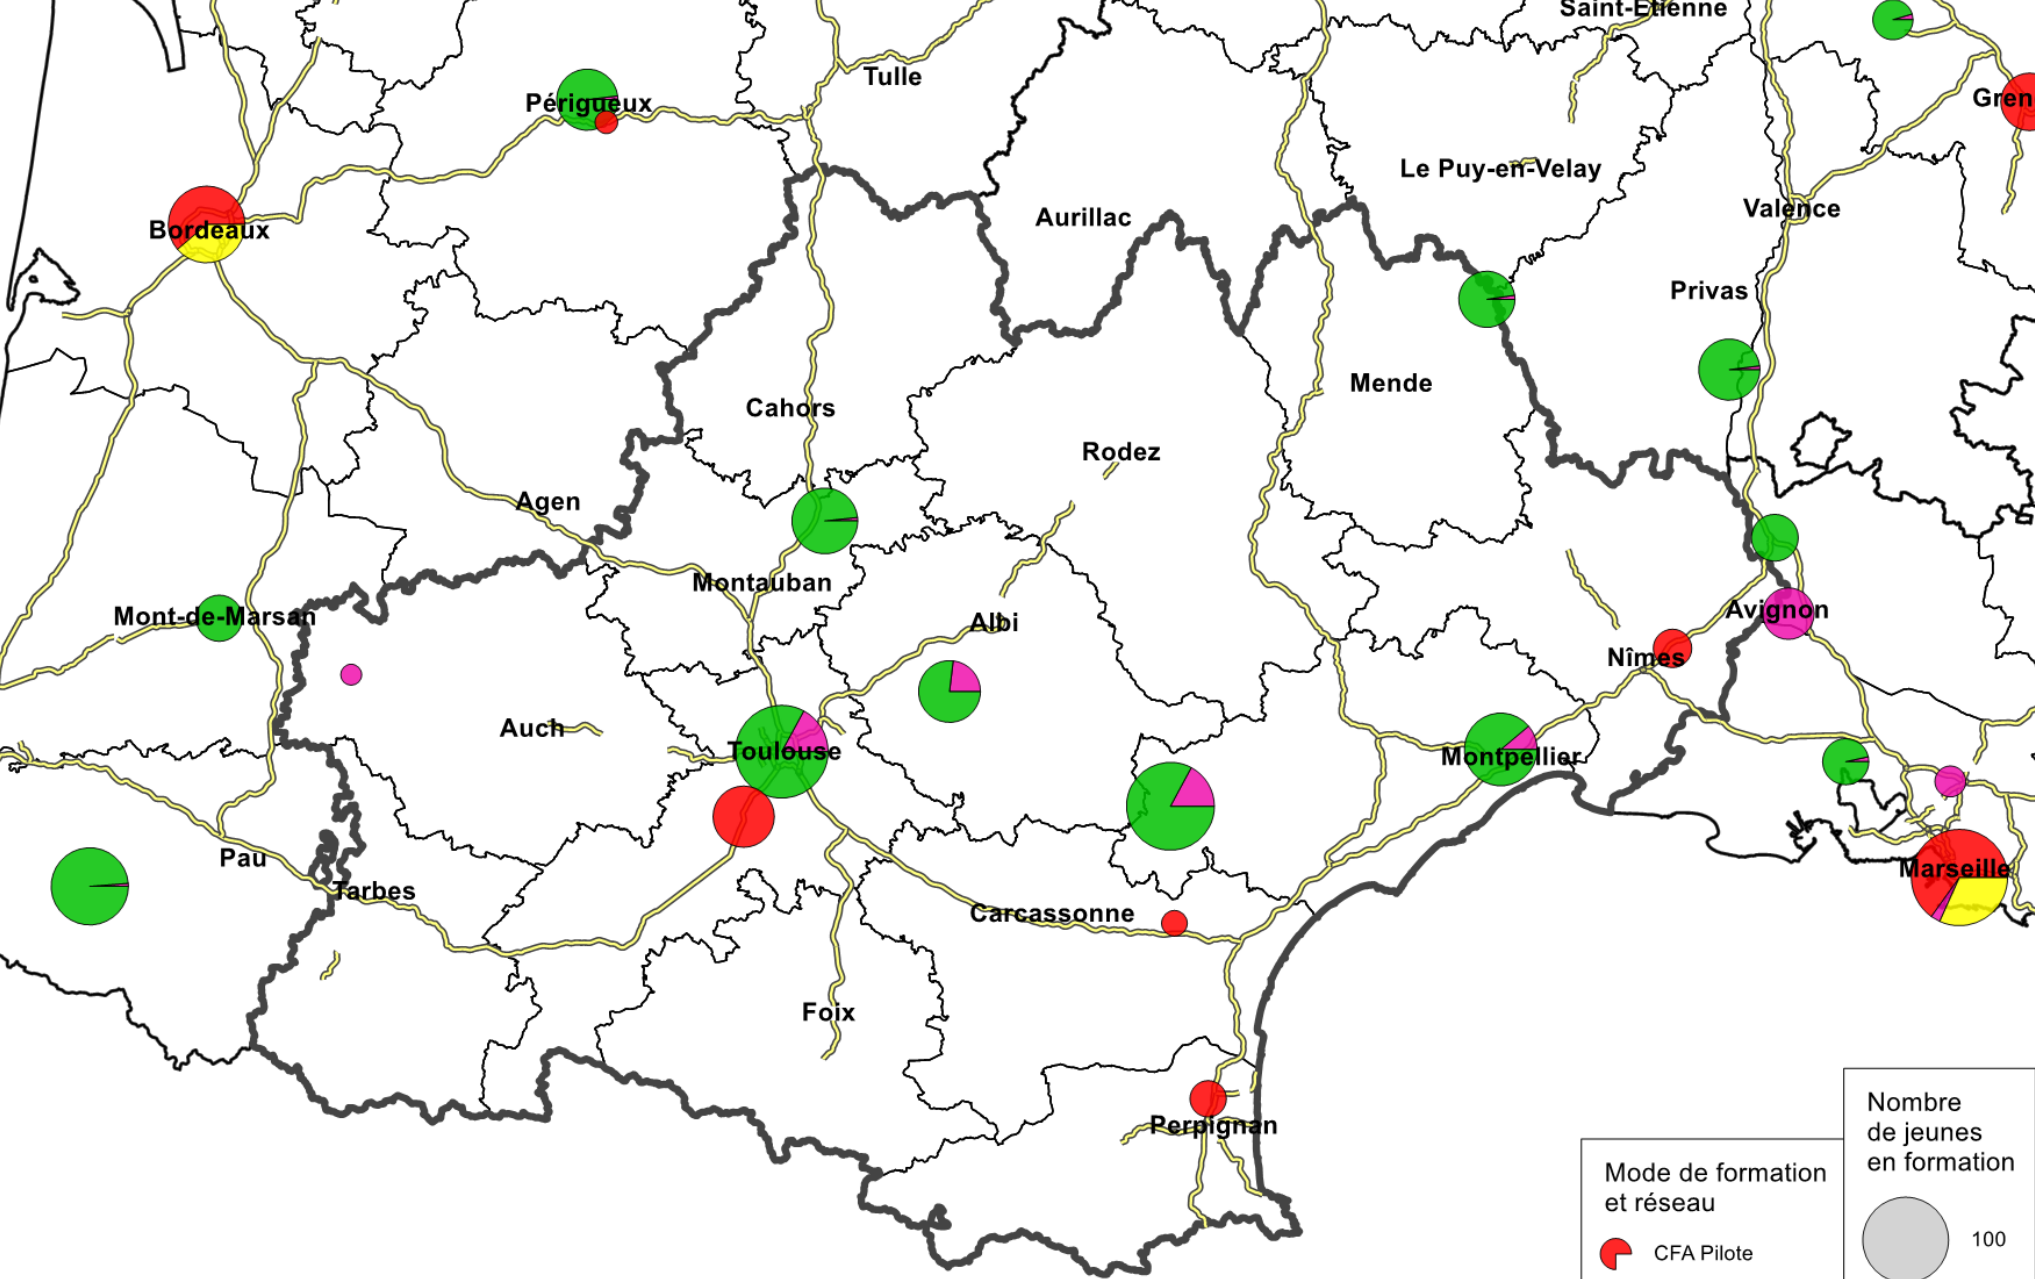 Saint-Etienne
Tulle
Périgueux
Gren
Le Puy-en-Velay
Valence
Aurillac
Bordeaux
Privas
Mende
Cahors
Rodez
Agen
Montauban
Avignon
Mont-de-Marsan
Albi
Nîmes
Auch
Toulouse
Montpellier
Pau
Marseille
Tarbes
Carcassonne
Foix
Perpignan
Nombre
de jeunes
en formation
100
Mode de formation
et réseau
CFA Pilote